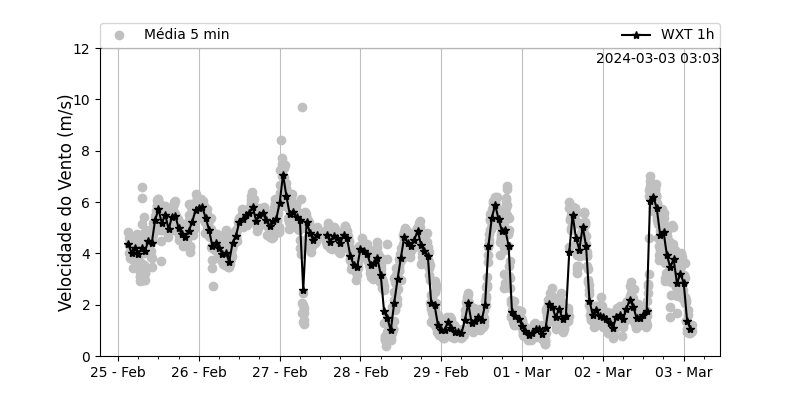 Média 5 min
WXT 1h
2024-03-03 03:03
Velocidade do Vento (m/s)
12
10
8
6
4
2
0
25 - Feb
26 - Feb
27 - Feb
28 - Feb
29 - Feb
01 - Mar
02 - Mar
03 - Mar